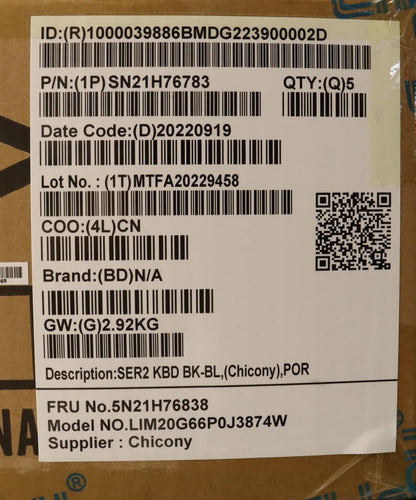 ID:(R)1000039886BMDG223900002D
P/N:(1P)SN21H76783 QTY:(Q)5
Date Code:(D)20220919
Lot No. : (1T)MTFA20229458
COO:(4L)CN
Brand:(BD)N/A
GW:(G)2.92KG
Description:SER2 KBD BK-BL,(Chicony),POR
FRU No.5N21H76838
Model NO.LIM20G66P0J3874W
Supplier : Chicony
NA